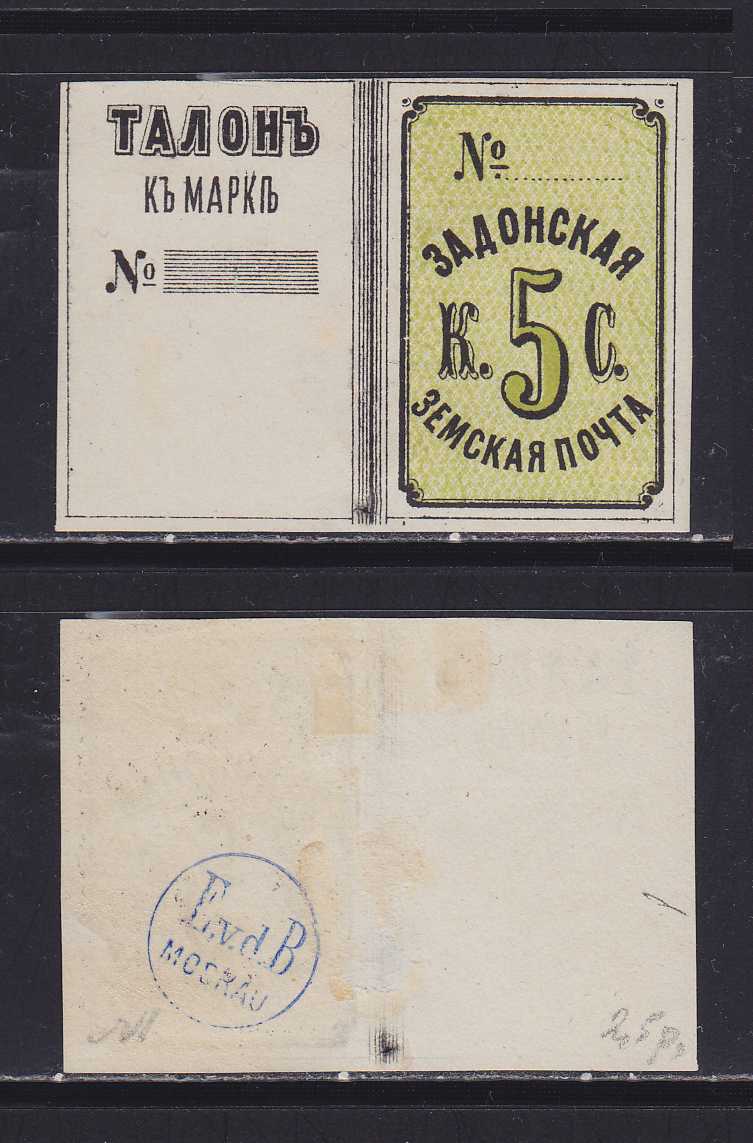 ТАЛОНЪ
КЪ МАРКѢ
№
№
ЗАДОНСКАЯ
К. 5 С.
ЗЕМСКАЯ ПОЧТА
E.v.d.B.
MOSKAU